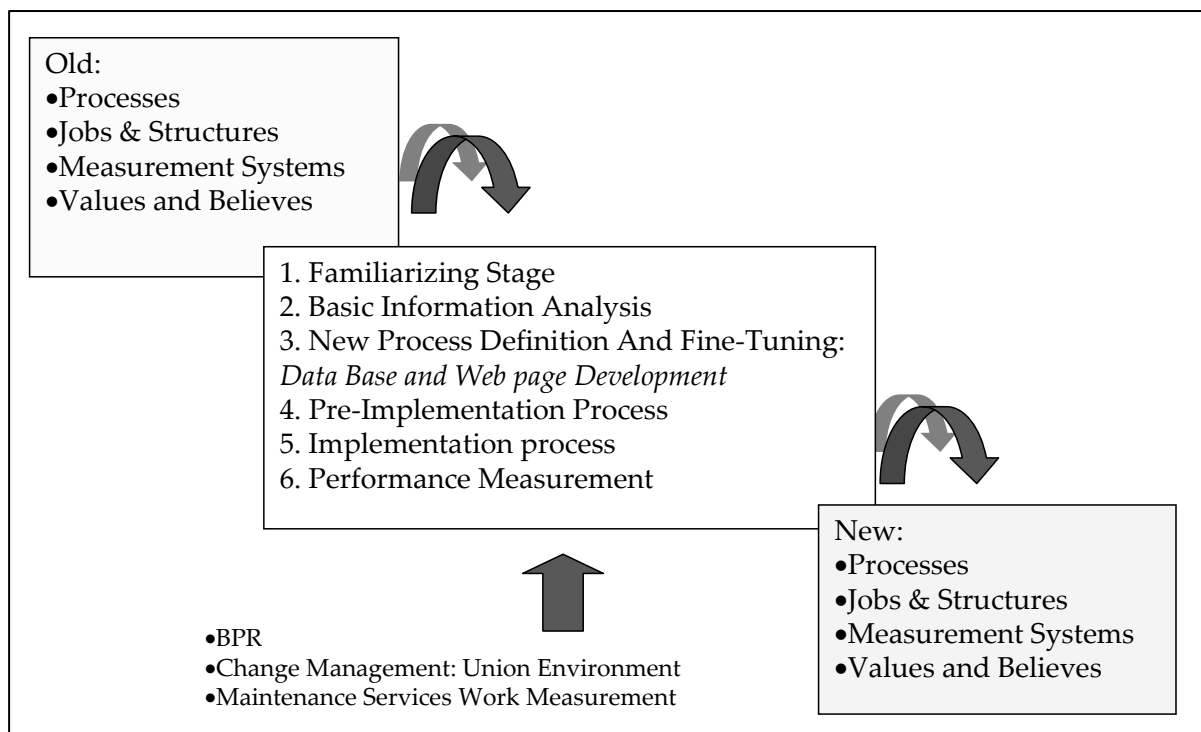 Old:
•Processes
•Jobs & Structures
•Measurement Systems
•Values and Believes
1. Familiarizing Stage
2. Basic Information Analysis
3. New Process Definition And Fine-Tuning:
Data Base and Web page Development
4. Pre-Implementation Process
5. Implementation process
6. Performance Measurement
•BPR
•Change Management: Union Environment
•Maintenance Services Work Measurement
New:
•Processes
•Jobs & Structures
•Measurement Systems
•Values and Believes